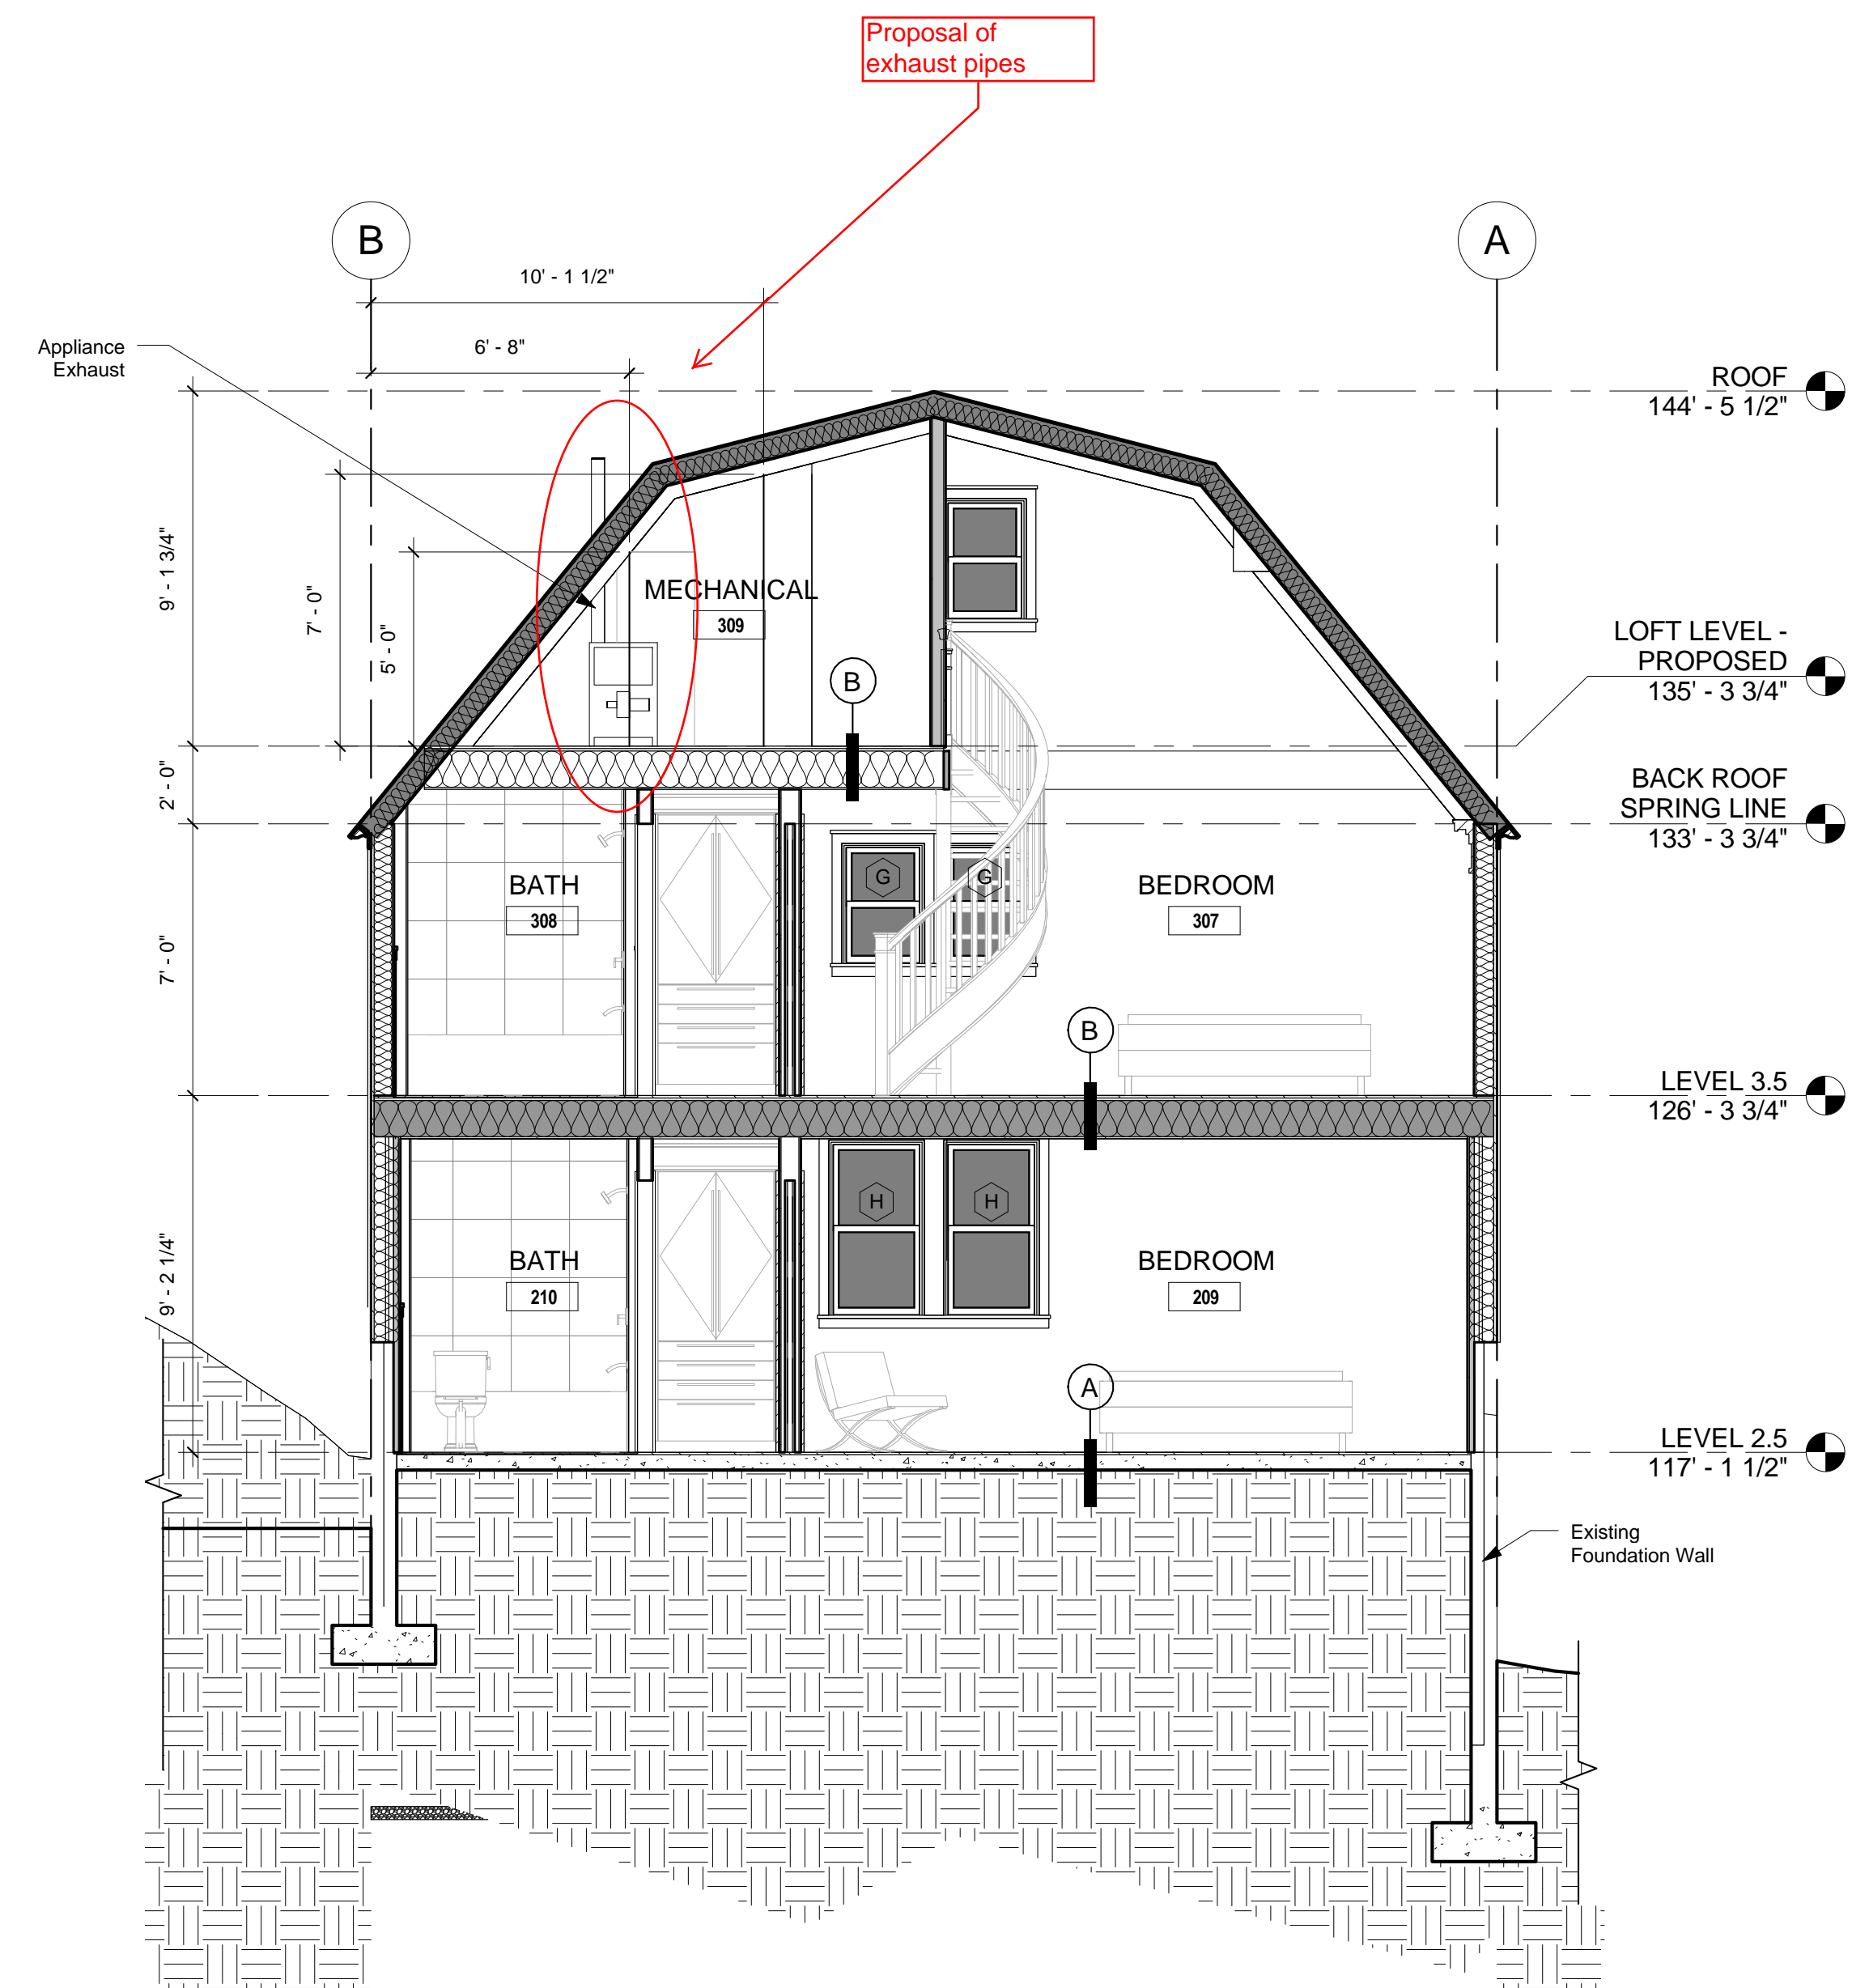 Proposal of
exhaust pipes
B
A
10' - 1 1/2"
6' - 8"
Appliance
Exhaust
ROOF
144' - 5 1/2"
9' - 1 3/4"
7' - 0"
5' - 0"
MECHANICAL
309
LOFT LEVEL -
PROPOSED
135' - 3 3/4"
B
2' - 0"
BACK ROOF
SPRING LINE
133' - 3 3/4"
G
G
BATH
308
BEDROOM
307
7' - 0"
B
LEVEL 3.5
126' - 3 3/4"
H
H
BATH
210
BEDROOM
209
9' - 2 1/4"
A
LEVEL 2.5
117' - 1 1/2"
Existing
Foundation Wall